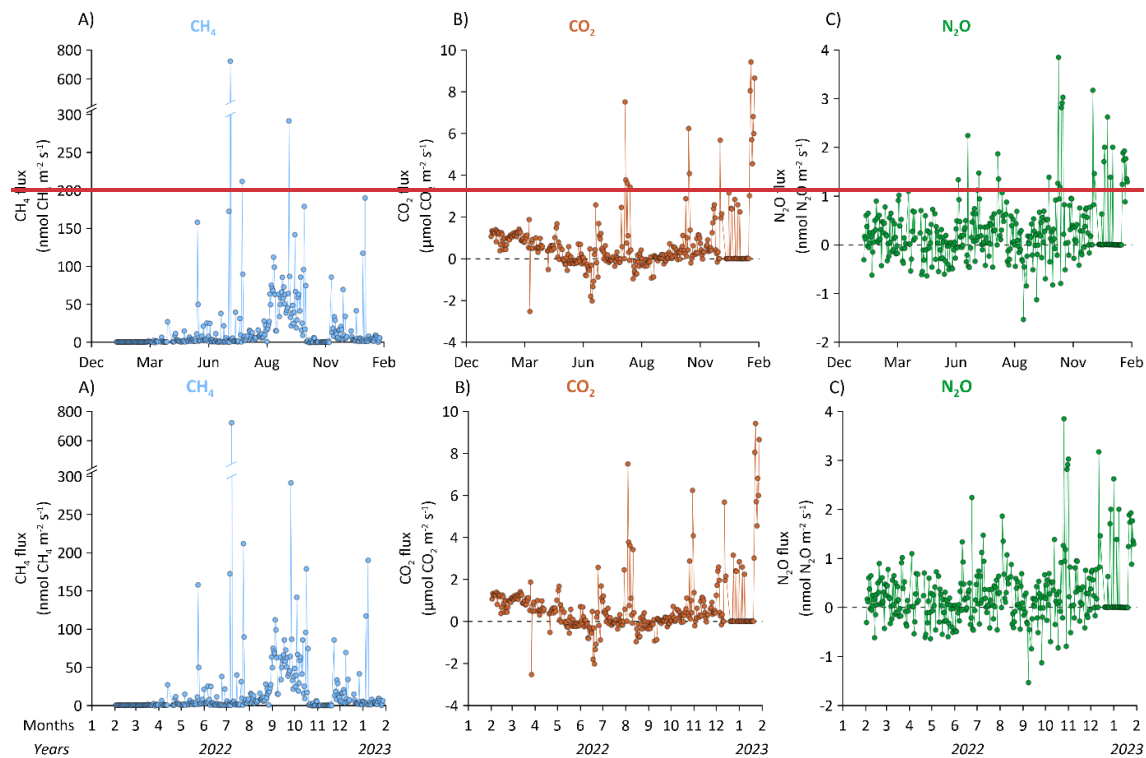 A) CH₄ B) CO₂ C) N₂O
CH₄ flux
(nmol CH₄ m⁻² s⁻¹)
800
600
300
250
200
150
100
50
0
Dec Mar Jun Aug Nov Feb
CO₂ flux
(µmol CO₂ m⁻² s⁻¹)
10
8
6
4
2
0
-2
-4
Dec Mar Jun Aug Nov Feb
N₂O flux
(nmol N₂O m⁻² s⁻¹)
4
3
2
1
0
-1
-2
Dec Mar Jun Aug Nov Feb
A) CH₄ B) CO₂ C) N₂O
CH₄ flux
(nmol CH₄ m⁻² s⁻¹)
800
600
300
250
200
150
100
50
0
CO₂ flux
(µmol CO₂ m⁻² s⁻¹)
10
8
6
4
2
0
-2
-4
N₂O flux
(nmol N₂O m⁻² s⁻¹)
4
3
2
1
0
-1
-2
Months 1 2 3 4 5 6 7 8 9 10 11 12 1 2 1 2 3 4 5 6 7 8 9 10 11 12 1 2 1 2 3 4 5 6 7 8 9 10 11 12 1 2
Years 2022 2023 2022 2023 2022 2023